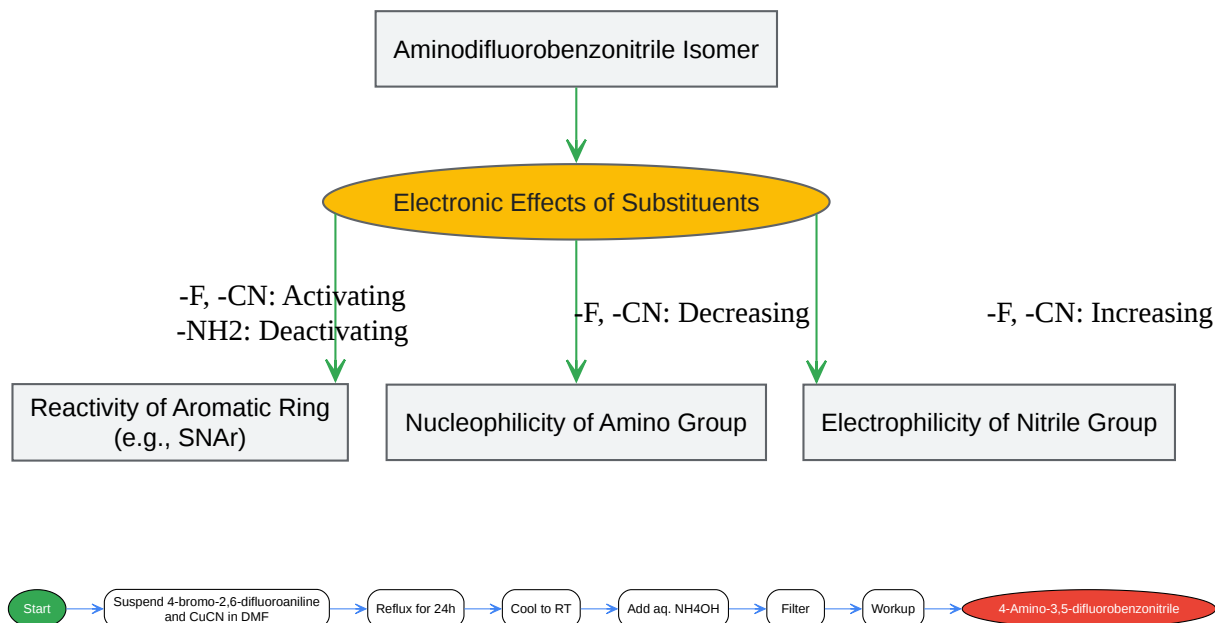 Aminodifluorobenzonitrile Isomer
Electronic Effects of Substituents
-F, -CN: Activating
-NH2: Deactivating
-F, -CN: Decreasing
-F, -CN: Increasing
Reactivity of Aromatic Ring
(e.g., SNAr)
Nucleophilicity of Amino Group
Electrophilicity of Nitrile Group
Start
Suspend 4-bromo-2,6-difluoroaniline
and CuCN in DMF
Reflux for 24h
Cool to RT
Add aq. NH4OH
Filter
Workup
4-Amino-3,5-difluorobenzonitrile